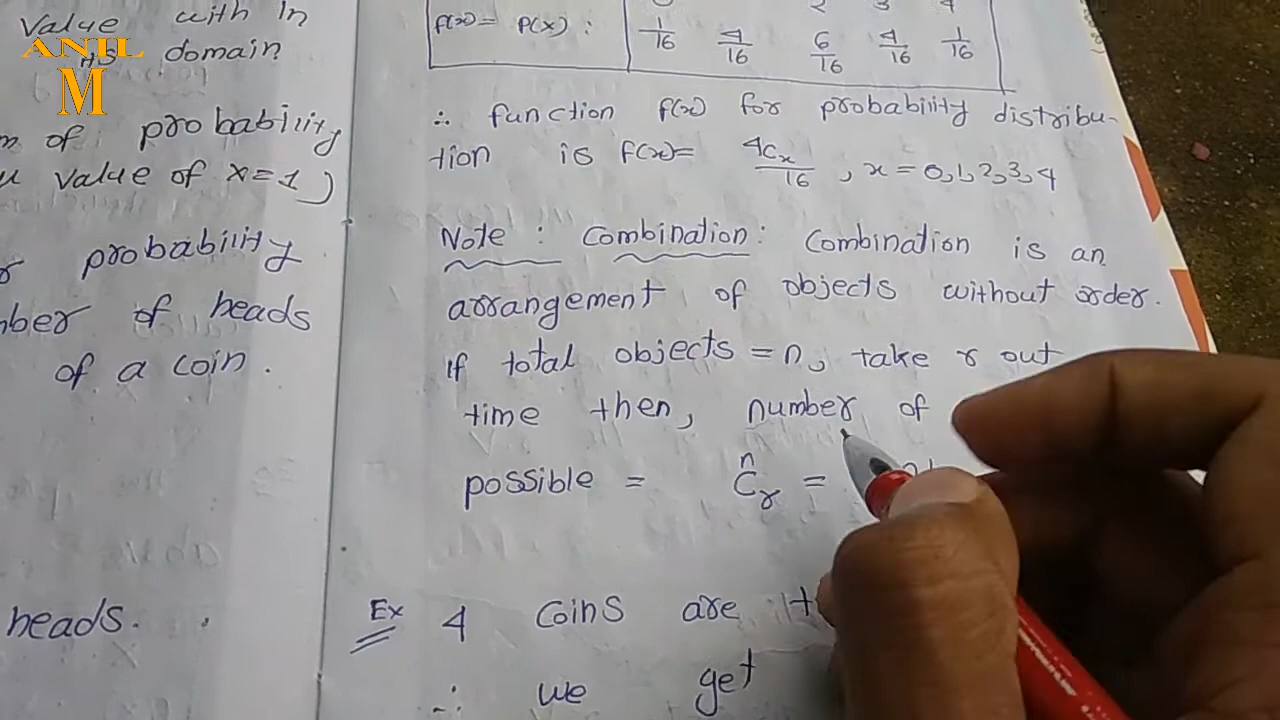 Value with in
its domain
ANIL
M
of probability
value of x=1)
probability
of heads
of a coin.
heads.
f(x)= P(x): 1/16 4/16 6/16 4/16 1/16
∴ function f(x) for probability distribu-
tion is f(x)= 4Cx/16, x=0,1,2,3,4
Note: Combination: Combination is an
arrangement of objects without order.
If total objects = n, take r out
time then, number of
possible = nCr =
Ex 4 coins are
∴ we get